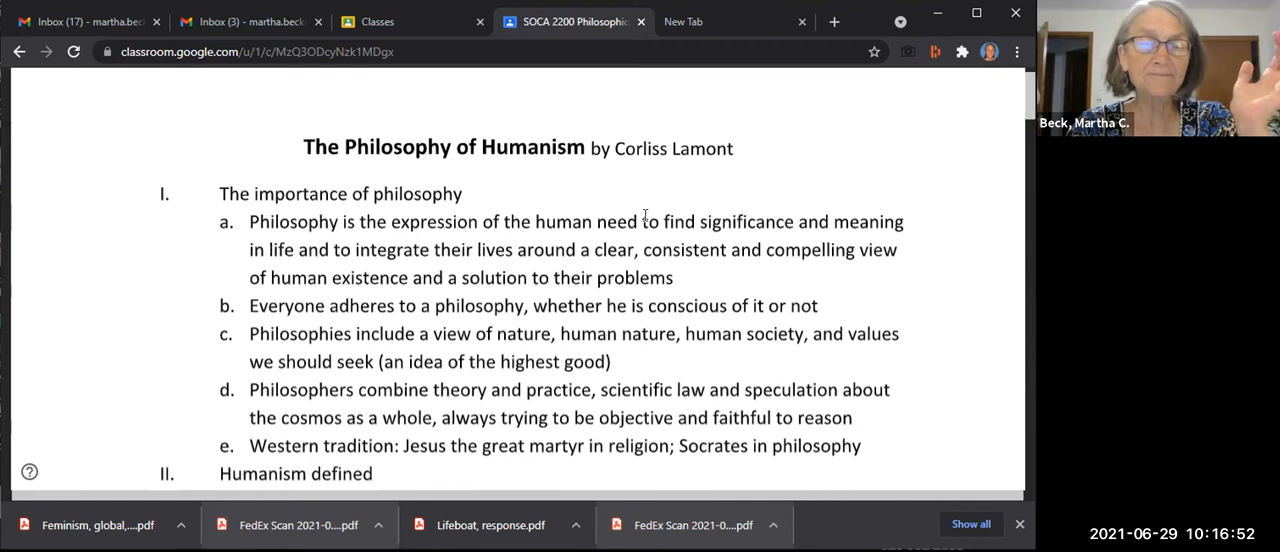 Inbox (17) - martha.beck
Inbox (3) - martha.beck
Classes
SOCA 2200 Philosophic
New Tab
classroom.google.com/u/1/c/MzQ3ODcyNzk1MDgx
Beck, Martha C.
The Philosophy of Humanism by Corliss Lamont
I. The importance of philosophy
a. Philosophy is the expression of the human need to find significance and meaning
in life and to integrate their lives around a clear, consistent and compelling view
of human existence and a solution to their problems
b. Everyone adheres to a philosophy, whether he is conscious of it or not
c. Philosophies include a view of nature, human nature, human society, and values
we should seek (an idea of the highest good)
d. Philosophers combine theory and practice, scientific law and speculation about
the cosmos as a whole, always trying to be objective and faithful to reason
e. Western tradition: Jesus the great martyr in religion; Socrates in philosophy
II. Humanism defined
Feminism, global,....pdf
FedEx Scan 2021-0....pdf
Lifeboat, response.pdf
FedEx Scan 2021-0....pdf
Show all
2021-06-29 10:16:52